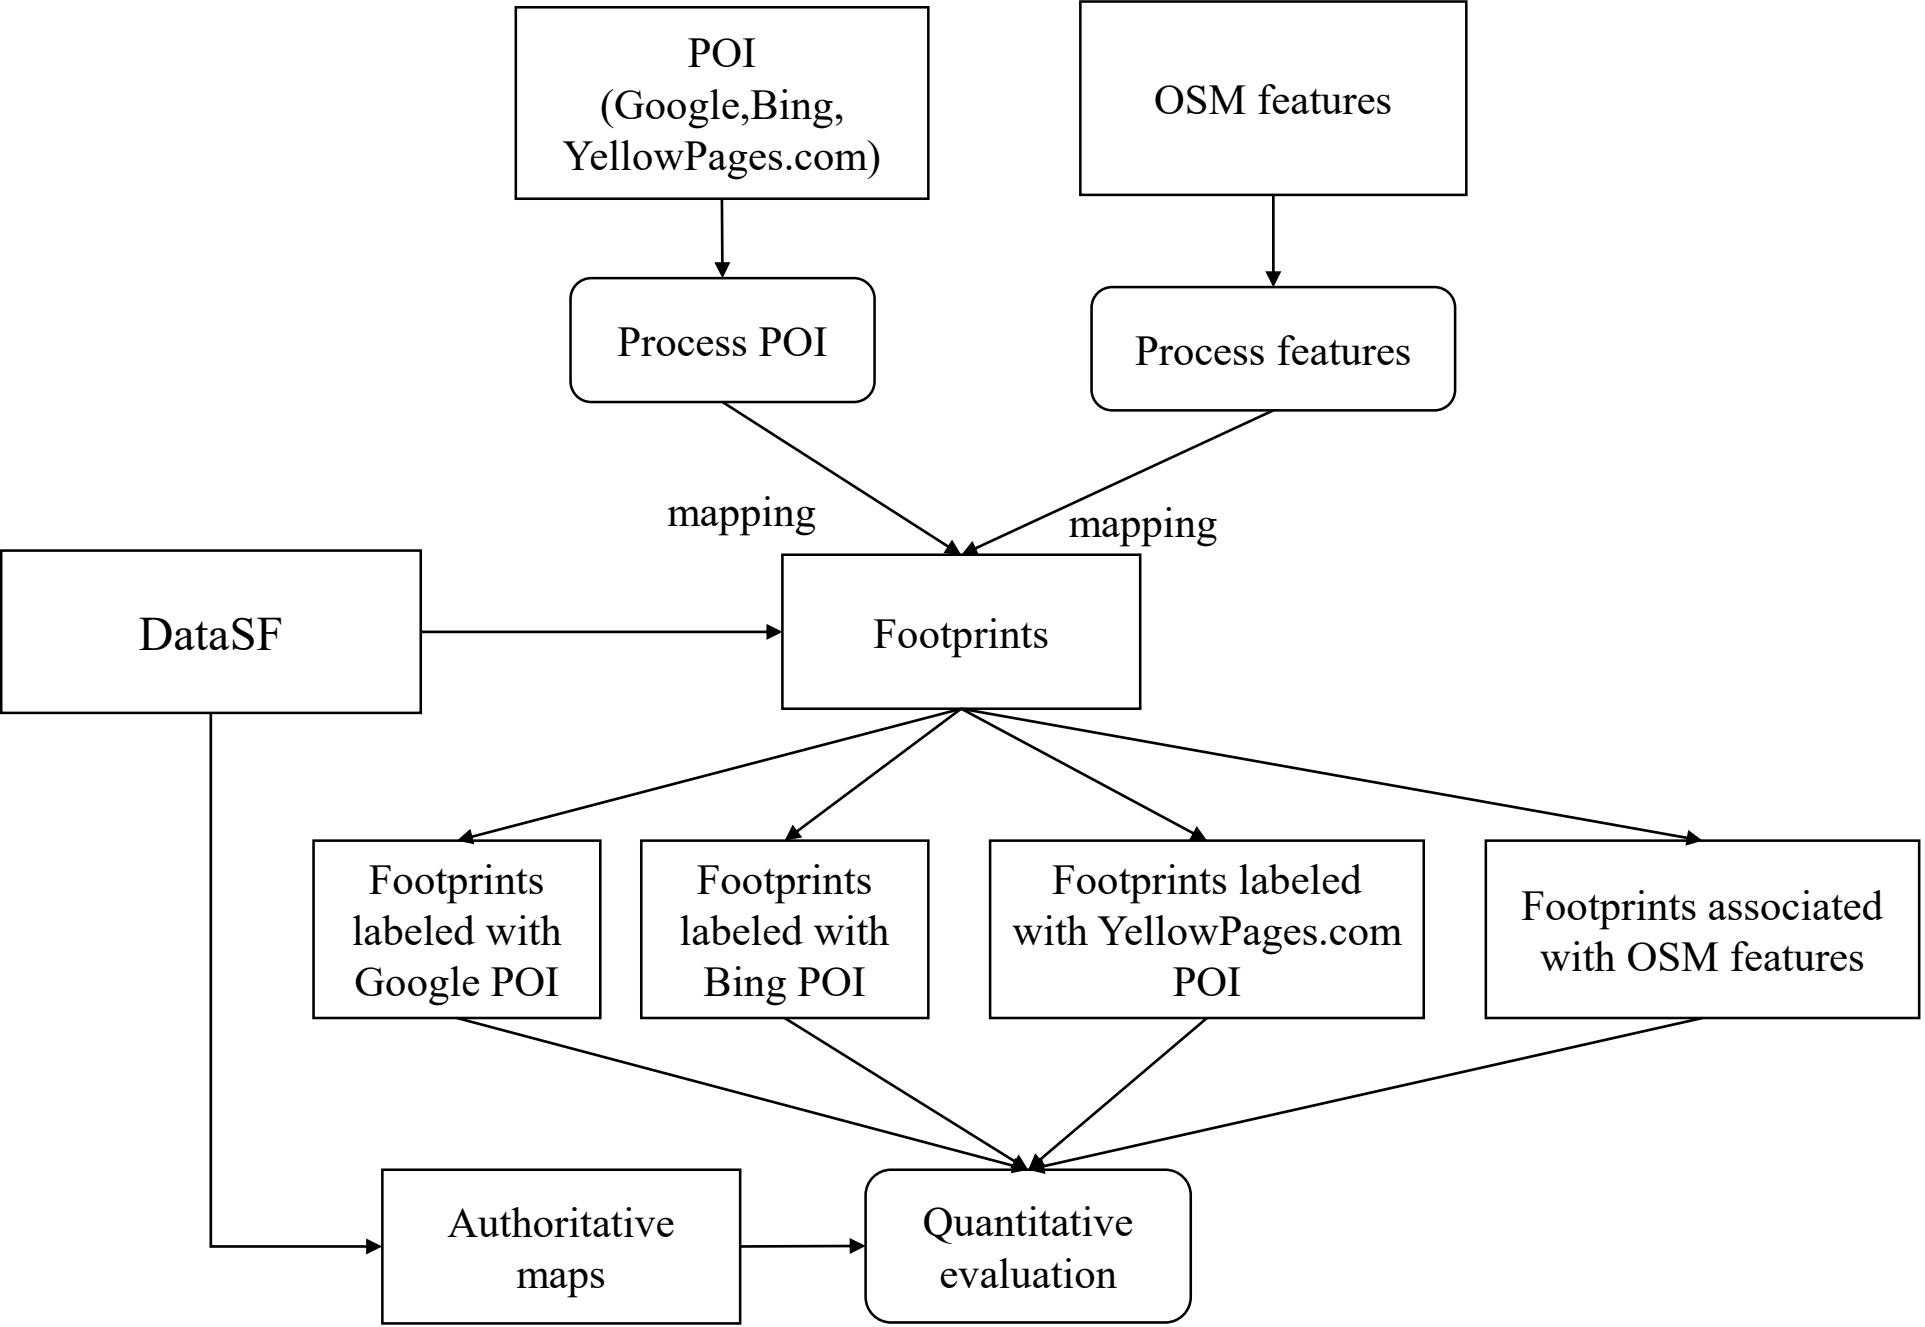 POI
(Google,Bing,
YellowPages.com)
OSM features
Process POI
Process features
mapping
mapping
DataSF
Footprints
Footprints
labeled with
Google POI
Footprints
labeled with
Bing POI
Footprints labeled
with YellowPages.com
POI
Footprints associated
with OSM features
Authoritative
maps
Quantitative
evaluation